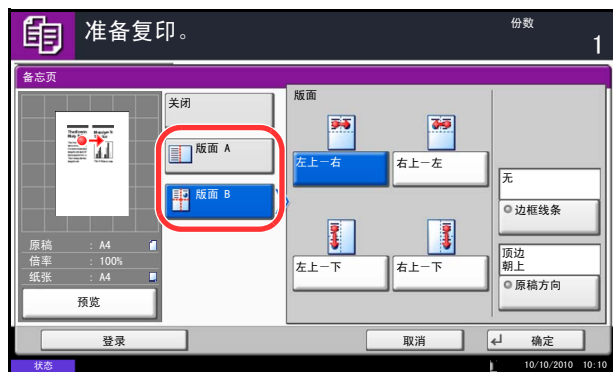 准备复印。
份数
1
备忘页
关闭
版面 A
版面 B
版面
左上－右
右上－左
左上－下
右上－下
无
边框线条
顶边
朝上
原稿方向
原稿 : A4
倍率 : 100%
纸张 : A4
预览
登录
取消
确定
状态
10/10/2010 10:10